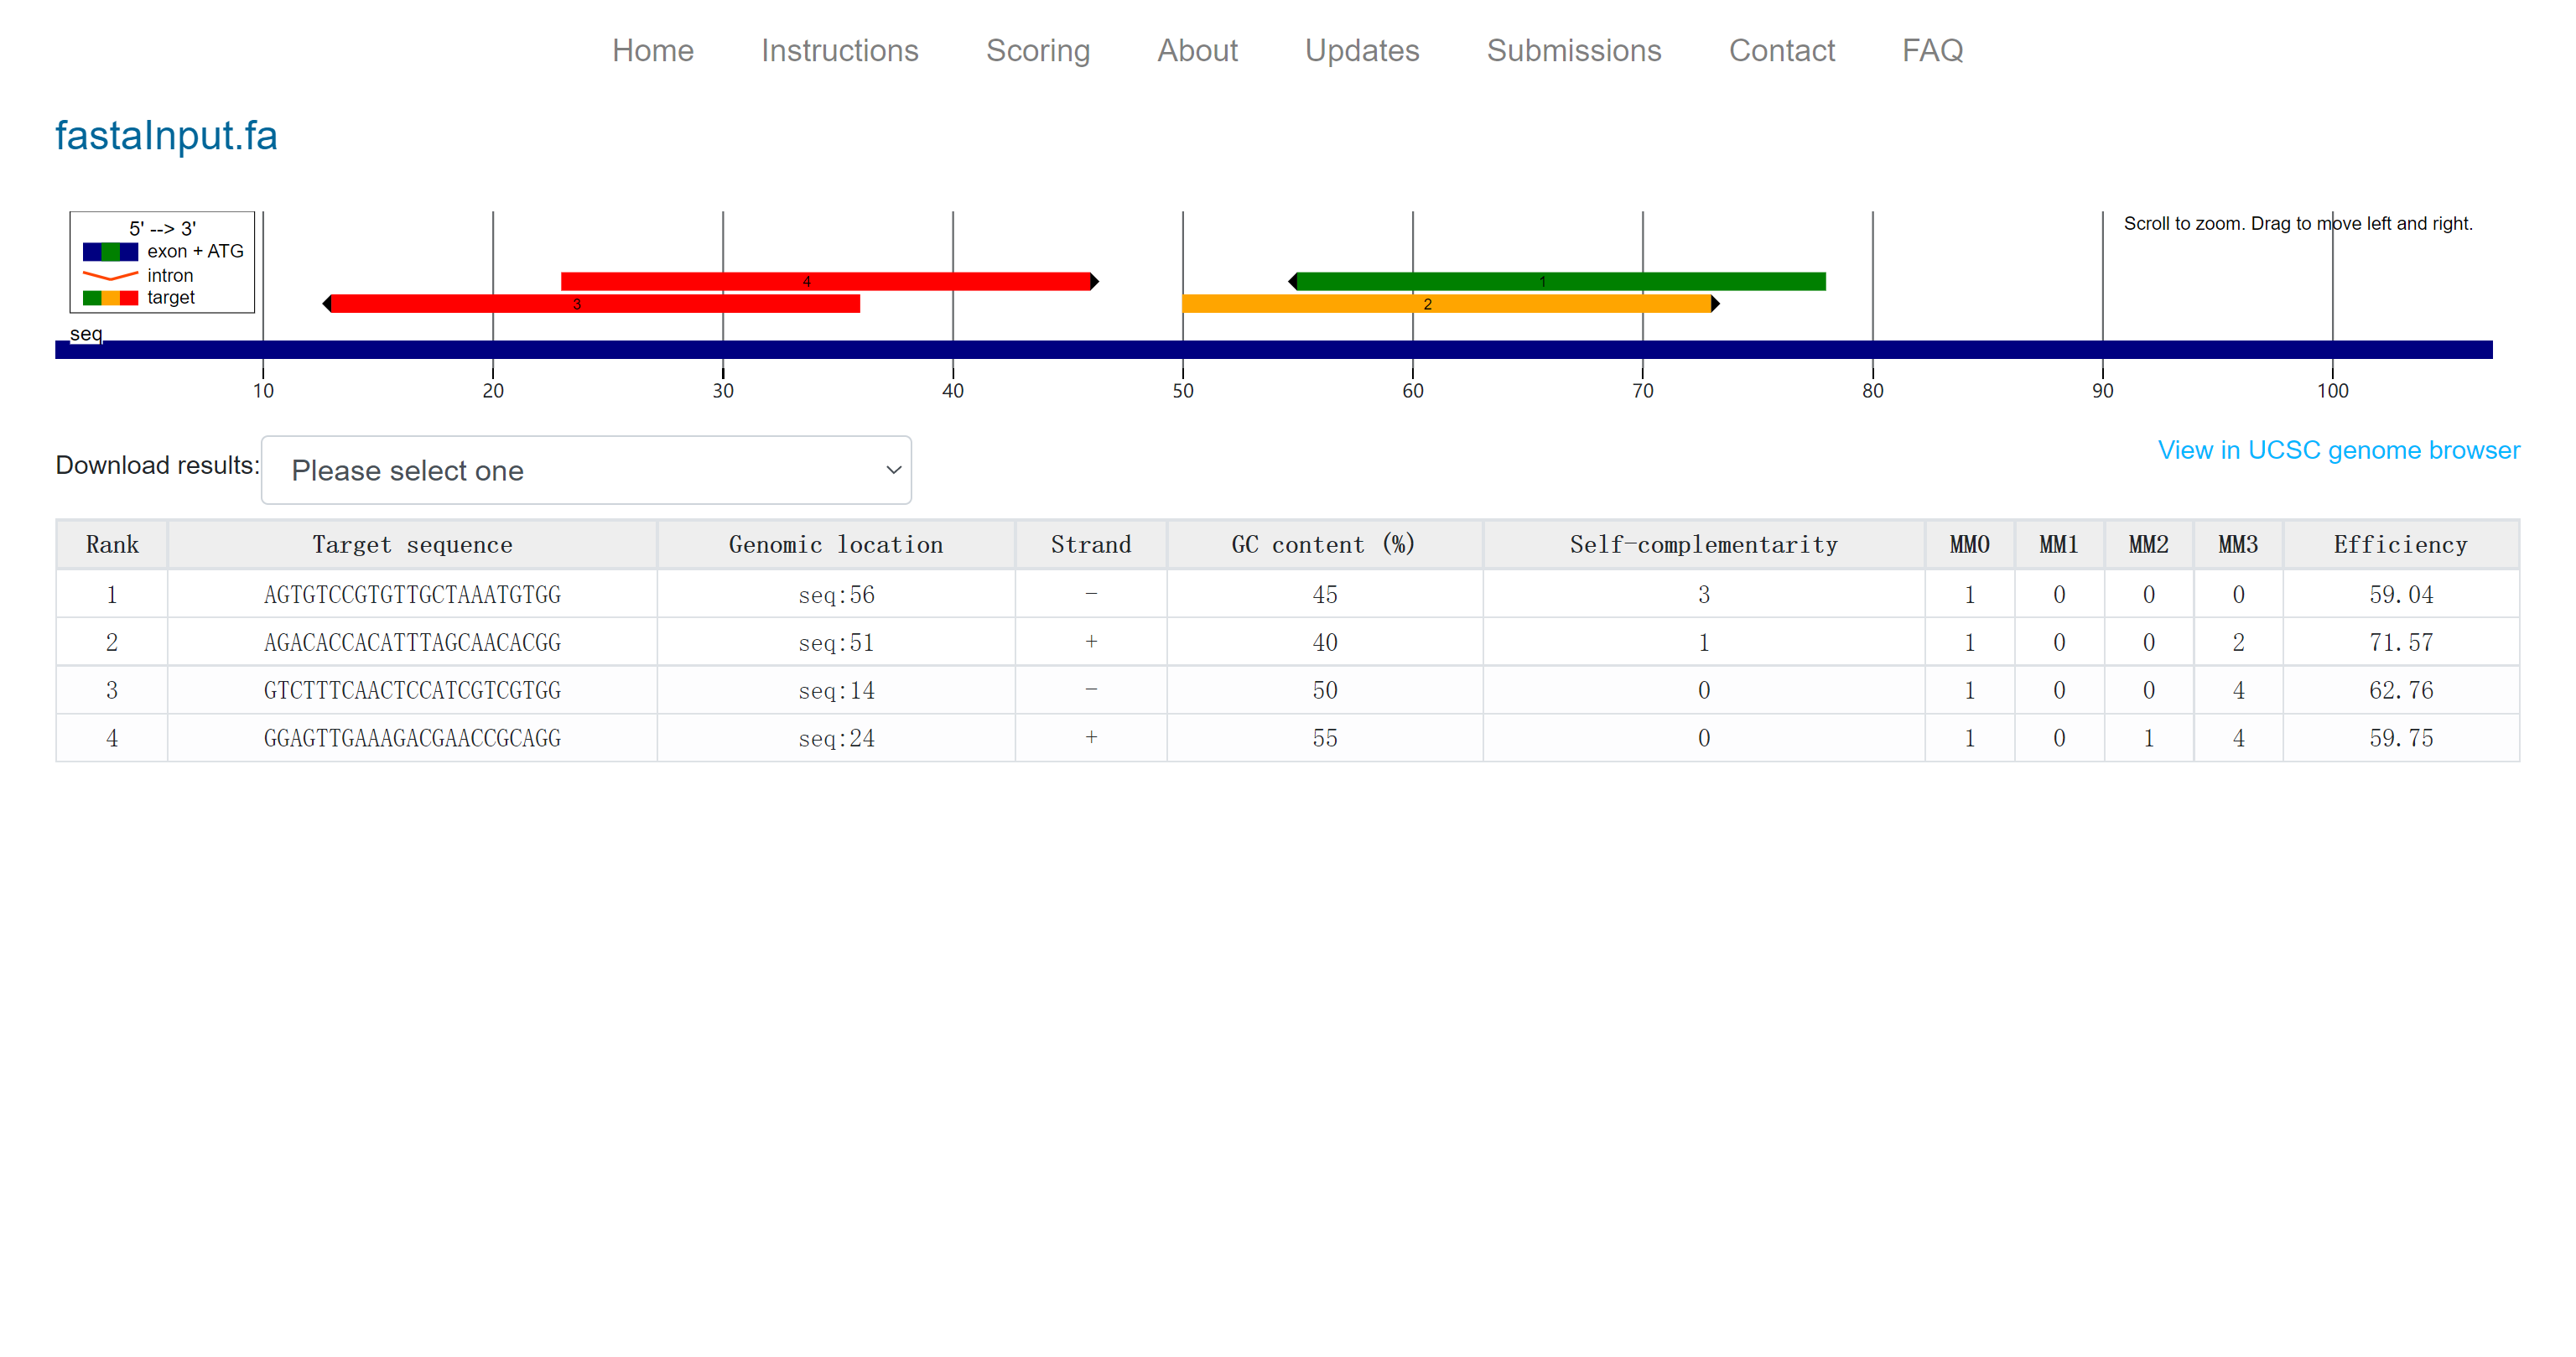 Home Instructions Scoring About Updates Submissions Contact FAQ
fastaInput.fa
5' --> 3'
exon + ATG
intron
target
Scroll to zoom. Drag to move left and right.
4
1
3
2
seq
10 20 30 40 50 60 70 80 90 100
Download results: Please select one
View in UCSC genome browser
Rank Target sequence Genomic location Strand GC content (%) Self-complementarity MM0 MM1 MM2 MM3 Efficiency
1 AGTGTCCGTGTTGCTAAATGTGG seq:56 - 45 3 1 0 0 0 59.04
2 AGACACCACATTTAGCAACACGG seq:51 + 40 1 1 0 0 2 71.57
3 GTCTTTCAACTCCATCGTCGTGG seq:14 - 50 0 1 0 0 4 62.76
4 GGAGTTGAAAGACGAACCGCAGG seq:24 + 55 0 1 0 1 4 59.75